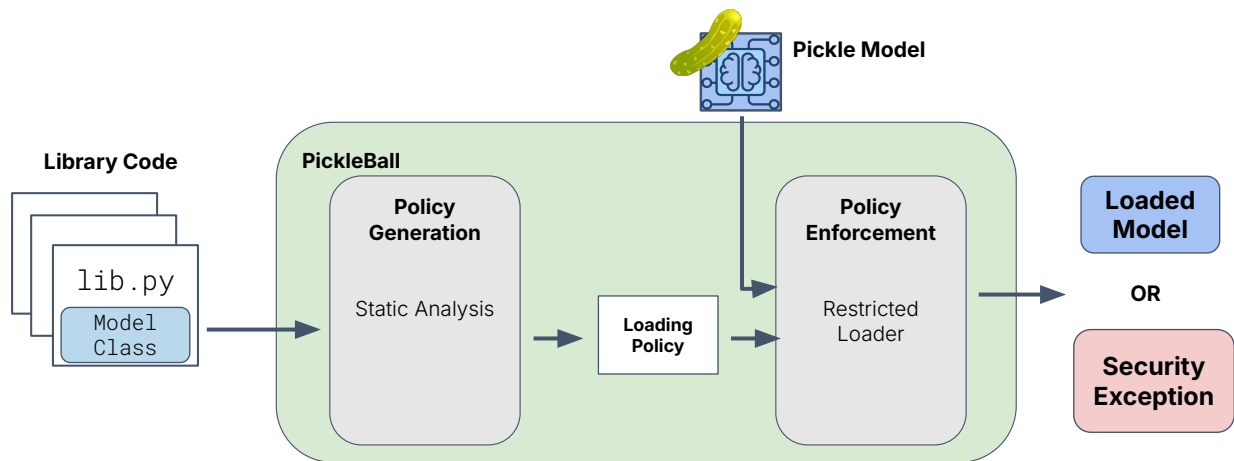 Pickle Model
Library Code
PickleBall
lib.py
Model
Class
Policy
Generation
Static Analysis
Loading
Policy
Policy
Enforcement
Restricted
Loader
Loaded
Model
OR
Security
Exception